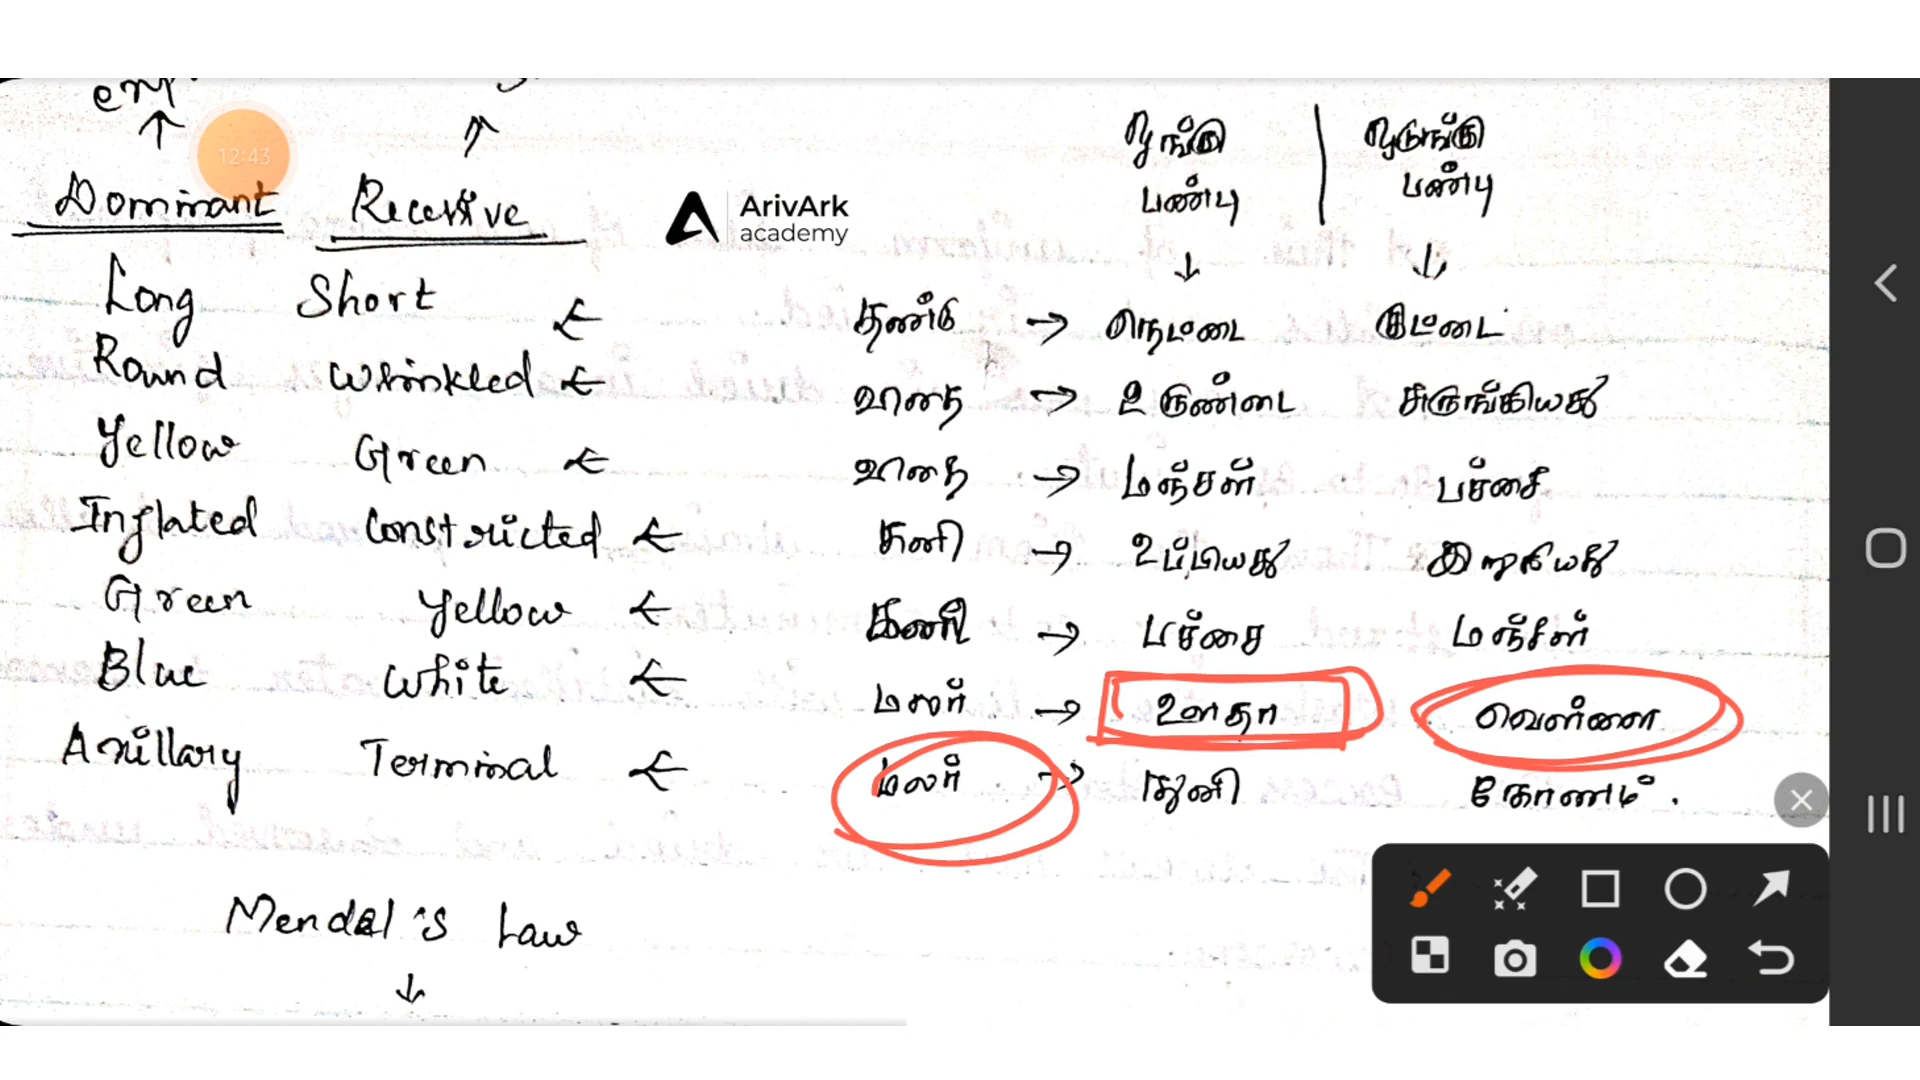 12:43
Dominant Recessive
ArivArk
academy
ஓங்கு பண்பு
ஒடுங்கு பண்பு
Long Short ← தண்டு → நெட்டை குட்டை
Round Wrinkled ← விதை → உருண்டை சுருங்கியது
Yellow Green ← விதை → மஞ்சள் பச்சை
Inflated Constricted ← கனி → உப்பியது இறுகியது
Green Yellow ← கனி → பச்சை மஞ்சள்
Blue White ← மலர் → ஊதா வெள்ளை
Axillary Terminal ← மலர் → நுனி கோணம்.
Mendel's Law